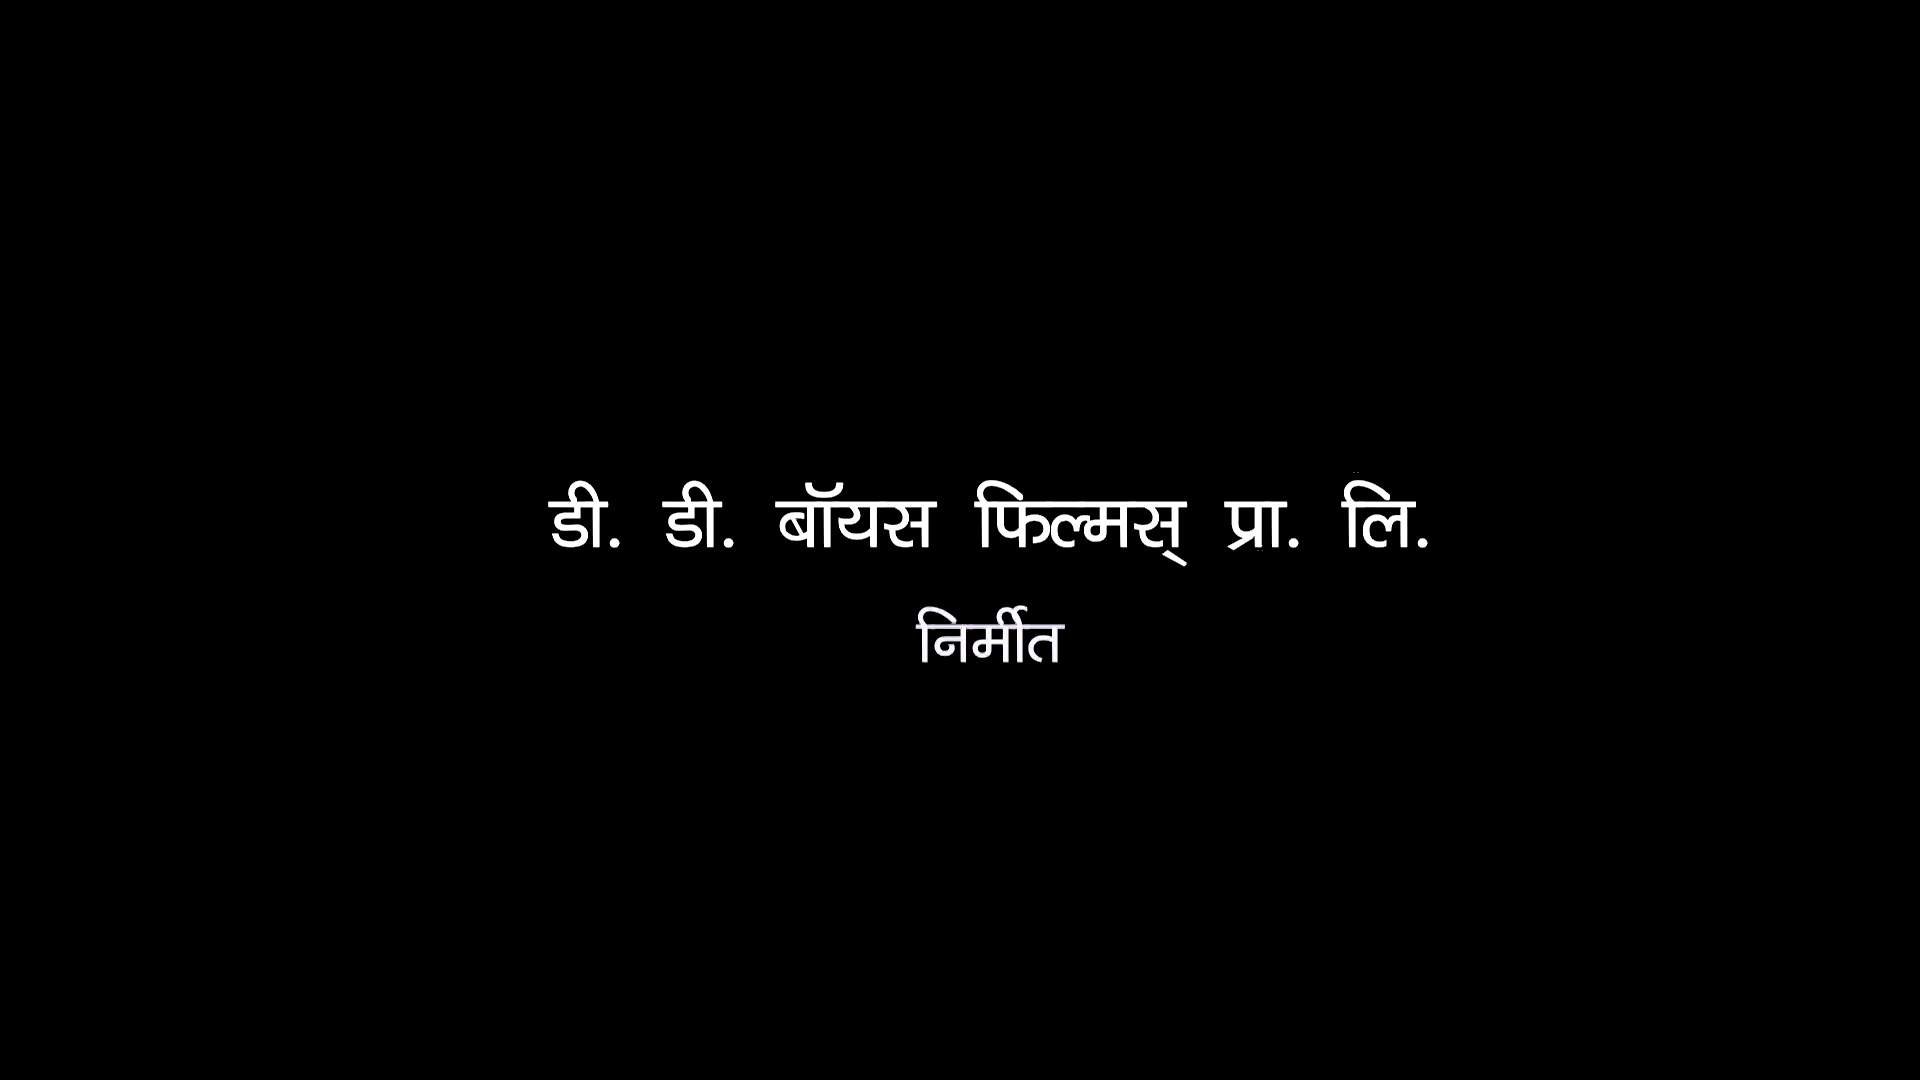 डी. डी. बॉयस फिल्मस् प्रा. लि.
निर्मीत